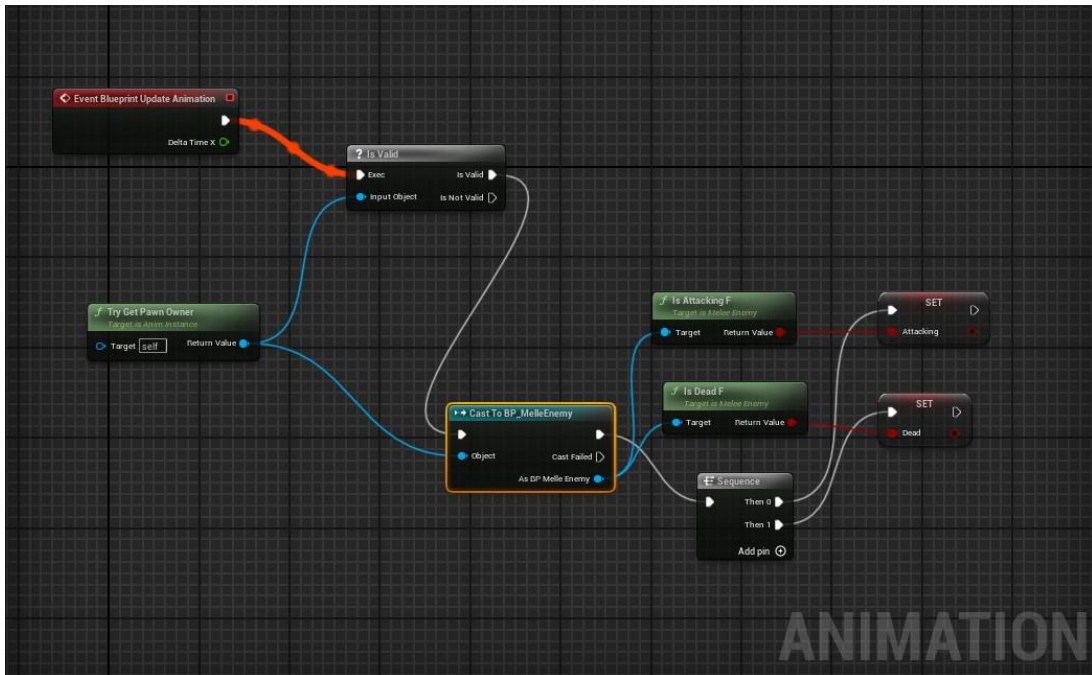 Event Blueprint Update Animation
Delta Time X
? Is Valid
Exec
Is Valid
Input Object
Is Not Valid
f Try Get Pawn Owner
Target is Anim Instance
Target self
Return Value
Cast To BP_MelleEnemy
Object
Cast Failed
As BP Melle Enemy
f Is Attacking F
Target is Melee Enemy
Target
Return Value
SET
Attacking
f Is Dead F
Target is Melee Enemy
Target
Return Value
SET
Dead
Sequence
Then 0
Then 1
Add pin
ANIMATION